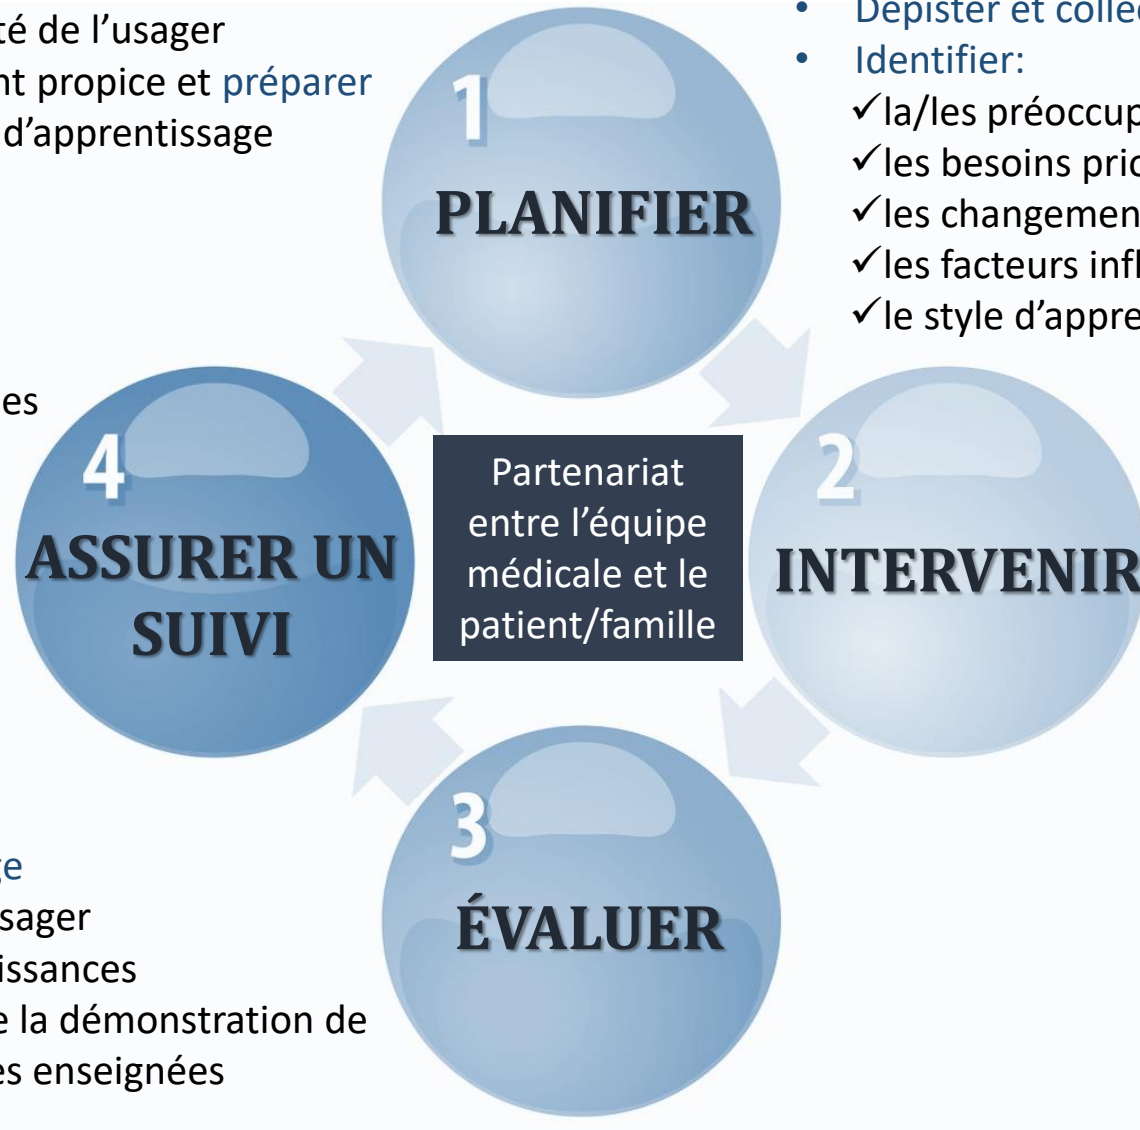 té de l’usager
nt propice et préparer
d’apprentissage
• Dépister et collec
• Identifier:
✓la/les préoccup
✓les besoins prio
✓les changemen
✓les facteurs infl
✓le style d’appre
1
PLANIFIER
es
4
ASSURER UN
SUIVI
Partenariat
entre l’équipe
médicale et le
patient/famille
2
INTERVENIR
3
ÉVALUER
ge
sager
issances
e la démonstration de
es enseignées